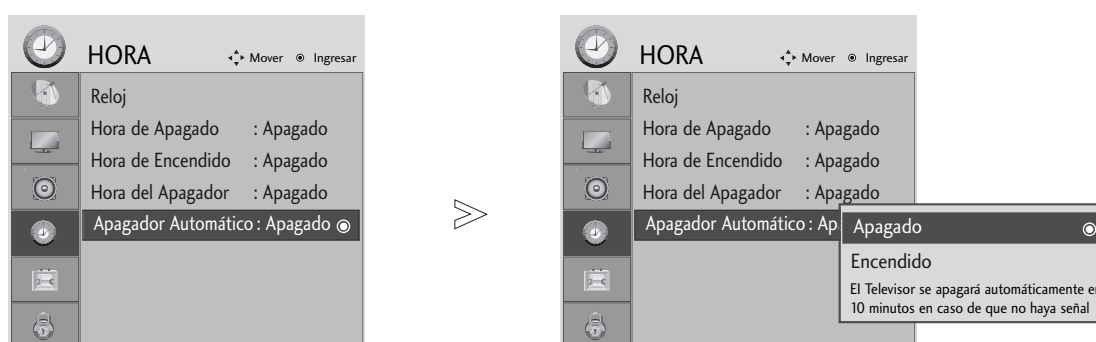 HORA
Mover Ingresar
Reloj
Hora de Apagado : Apagado
Hora de Encendido : Apagado
Hora del Apagador : Apagado
Apagador Automático : Apagado
HORA
Mover Ingresar
Reloj
Hora de Apagado : Apagado
Hora de Encendido : Apagado
Hora del Apagador : Apagado
Apagador Automático : Ap
Apagado
Encendido
El Televisor se apagará automáticamente en
10 minutos en caso de que no haya señal